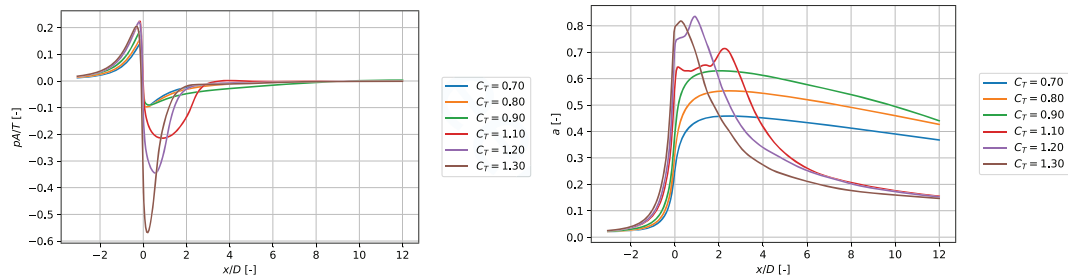 pA/T [-]
0.2
0.1
0.0
−0.1
−0.2
−0.3
−0.4
−0.5
−0.6
−2 0 2 4 6 8 10 12
x/D [-]
C_T = 0.70
C_T = 0.80
C_T = 0.90
C_T = 1.10
C_T = 1.20
C_T = 1.30
a [-]
0.8
0.7
0.6
0.5
0.4
0.3
0.2
0.1
0.0
−2 0 2 4 6 8 10 12
x/D [-]
C_T = 0.70
C_T = 0.80
C_T = 0.90
C_T = 1.10
C_T = 1.20
C_T = 1.30